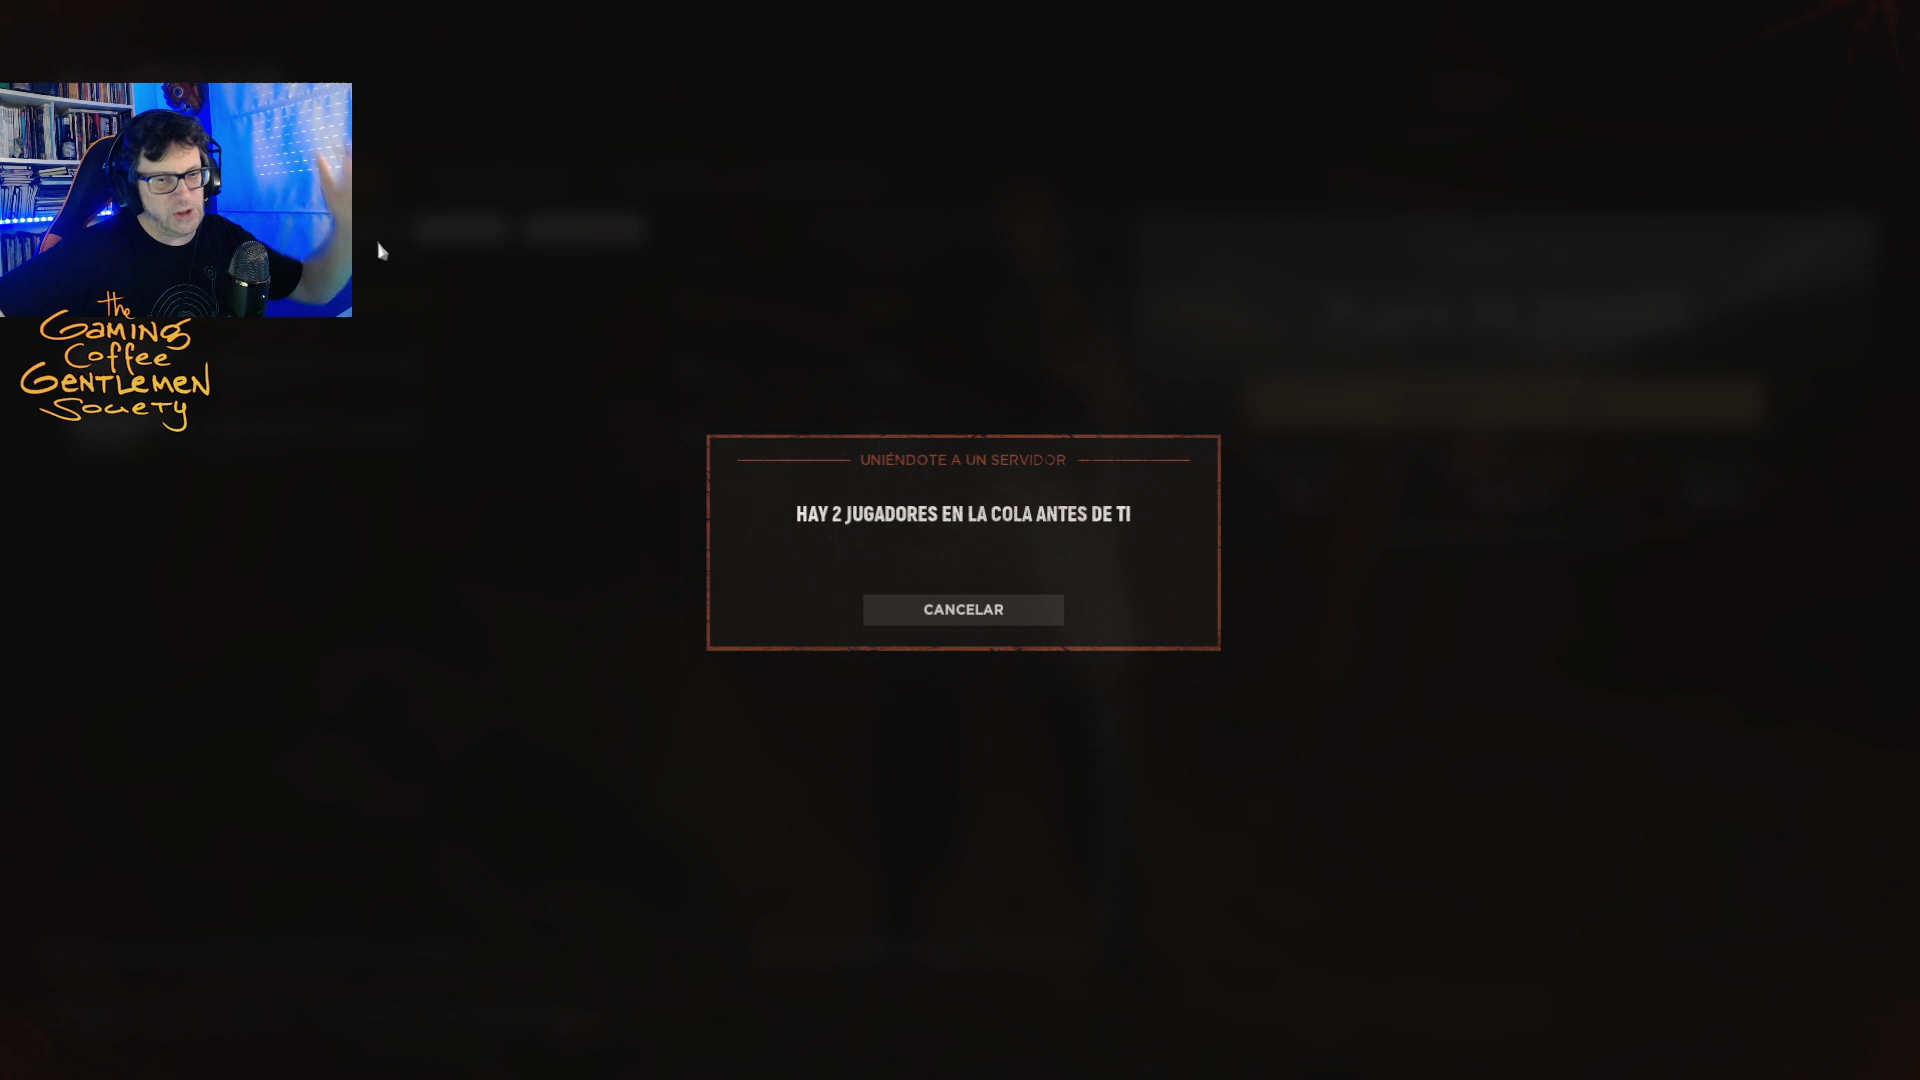 the
Gaming
Coffee
Gentlemen
Society
UNIÉNDOTE A UN SERVIDOR
HAY 2 JUGADORES EN LA COLA ANTES DE TI
CANCELAR